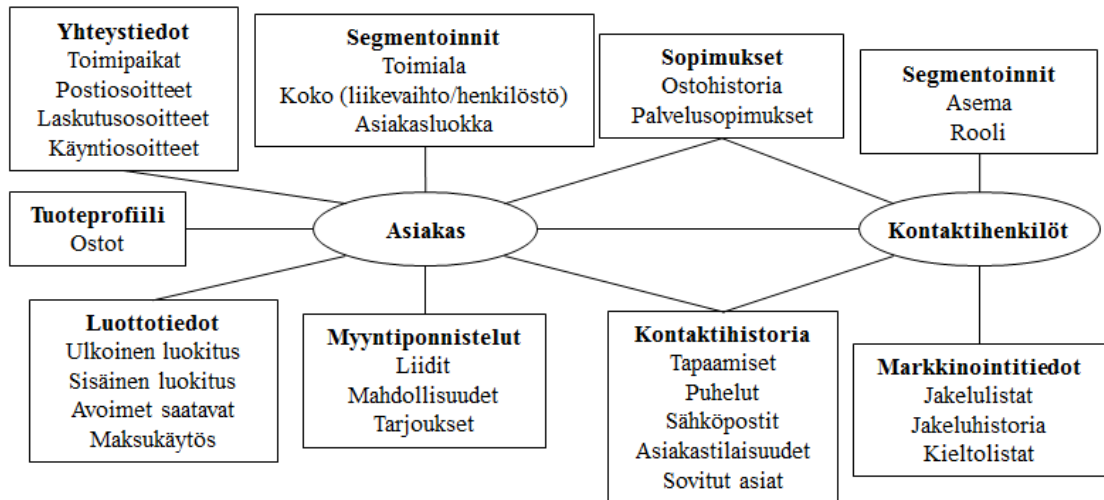 Yhteystiedot
Toimipaikat
Postiosoitteet
Laskutusosoitteet
Käyntiosoitteet
Segmentoinnit
Toimiala
Koko (liikevaihto/henkilöstö)
Asiakasluokka
Sopimukset
Ostohistoria
Palvelusopimukset
Segmentoinnit
Asema
Rooli
Tuoteprofiili
Ostot
Asiakas
Kontaktihenkilöt
Luottotiedot
Ulkoinen luokitus
Sisäinen luokitus
Avoimet saatavat
Maksukäytös
Myyntiponnistelut
Liidit
Mahdollisuudet
Tarjoukset
Kontaktihistoria
Tapaamiset
Puhelut
Sähköpostit
Asiakastilaisuudet
Sovitut asiat
Markkinointitiedot
Jakelulistat
Jakeluhistoria
Kieltolistat